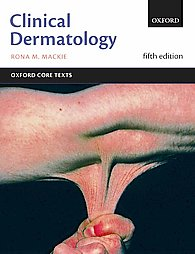 OXFORD
Clinical
Dermatology
RONA M. MACKIE
fifth edition
OXFORD CORE TEXTS